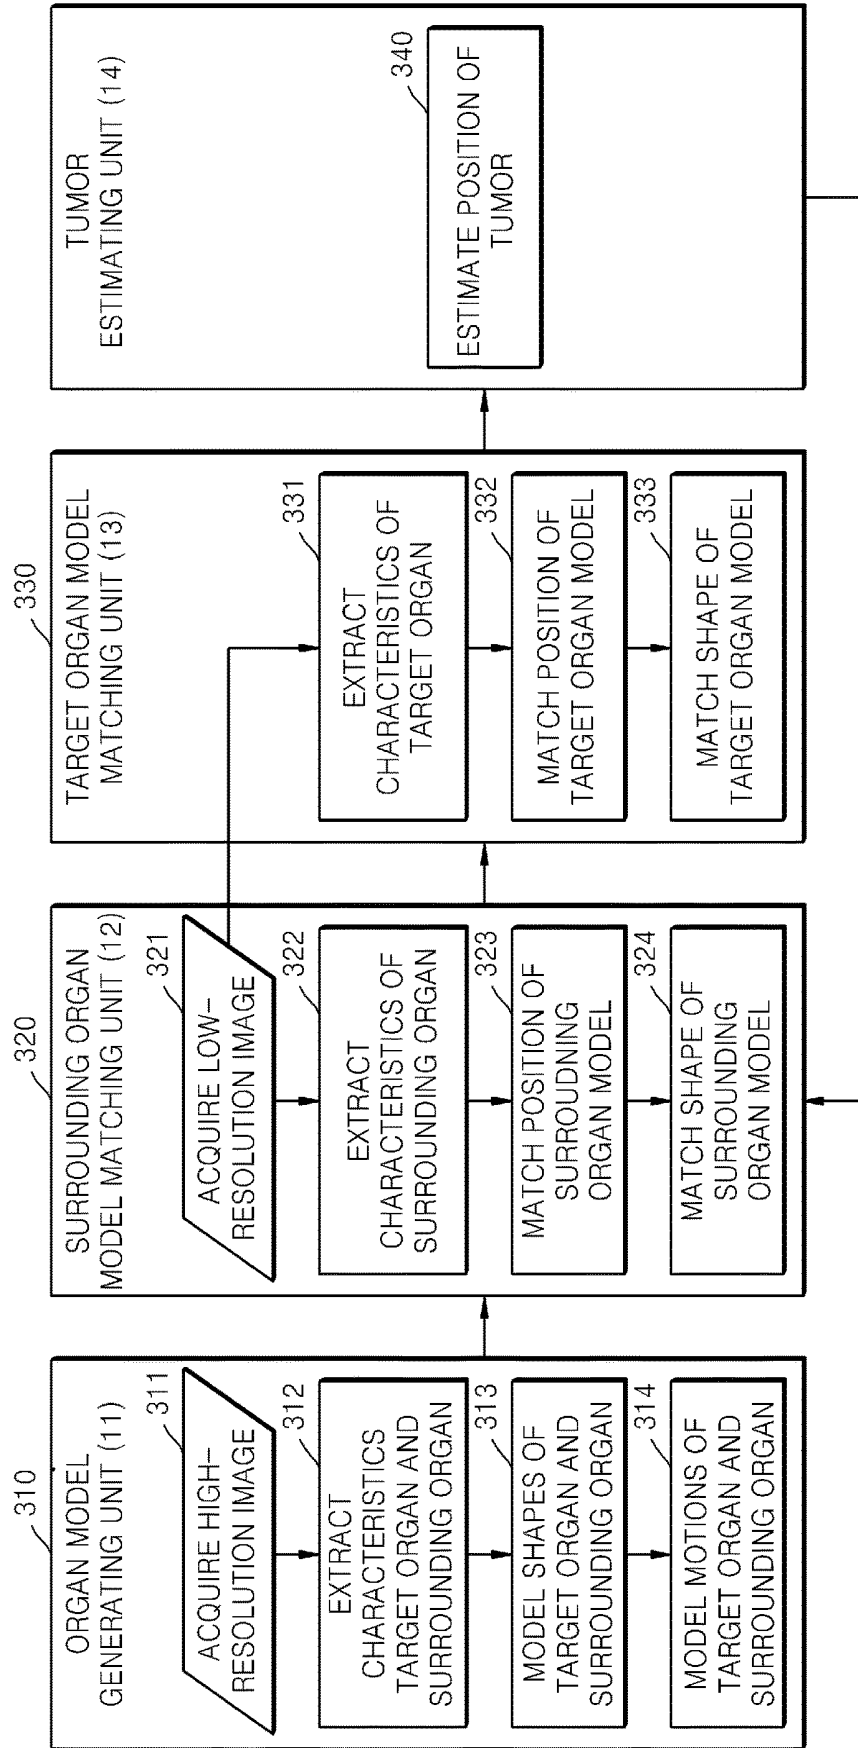 310
ORGAN MODEL
GENERATING UNIT (11)
311
ACQUIRE HIGH-
RESOLUTION IMAGE
312
EXTRACT
CHARACTERISTICS
TARGET ORGAN AND
SURROUNDING ORGAN
313
MODEL SHAPES OF
TARGET ORGAN AND
SURROUNDING ORGAN
314
MODEL MOTIONS OF
TARGET ORGAN AND
SURROUNDING ORGAN
320
SURROUNDING ORGAN
MODEL MATCHING UNIT (12)
321
ACQUIRE LOW-
RESOLUTION IMAGE
322
EXTRACT
CHARACTERISTICS OF
SURROUNDING ORGAN
323
MATCH POSITION OF
SURROUDNING
ORGAN MODEL
324
MATCH SHAPE OF
SURROUNDING
ORGAN MODEL
330
TARGET ORGAN MODEL
MATCHING UNIT (13)
331
EXTRACT
CHARACTERISTICS OF
TARGET ORGAN
332
MATCH POSITION OF
TARGET ORGAN MODEL
333
MATCH SHAPE OF
TARGET ORGAN MODEL
TUMOR
ESTIMATING UNIT (14)
340
ESTIMATE POSITION OF
TUMOR